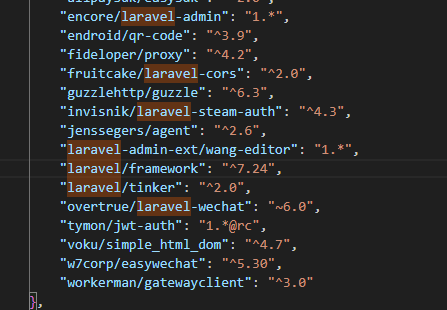 "encore/laravel-admin": "1.*",
"endroid/qr-code": "^3.9",
"fideloper/proxy": "^4.2",
"fruitcake/laravel-cors": "^2.0",
"guzzlehttp/guzzle": "^6.3",
"invisnik/laravel-steam-auth": "^4.3",
"jenssegers/agent": "^2.6",
"laravel-admin-ext/wang-editor": "1.*",
"laravel/framework": "^7.24",
"laravel/tinker": "^2.0",
"overtrue/laravel-wechat": "~6.0",
"tymon/jwt-auth": "1.*@rc",
"voku/simple_html_dom": "^4.7",
"w7corp/easywechat": "^5.30",
"workerman/gatewayclient": "^3.0"
},